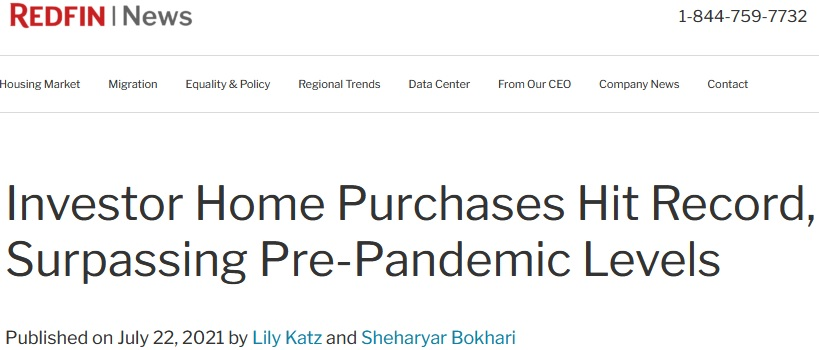 REDFIN | News
1-844-759-7732
Housing Market Migration Equality & Policy Regional Trends Data Center From Our CEO Company News Contact
Investor Home Purchases Hit Record,
Surpassing Pre-Pandemic Levels
Published on July 22, 2021 by Lily Katz and Sheharyar Bokhari